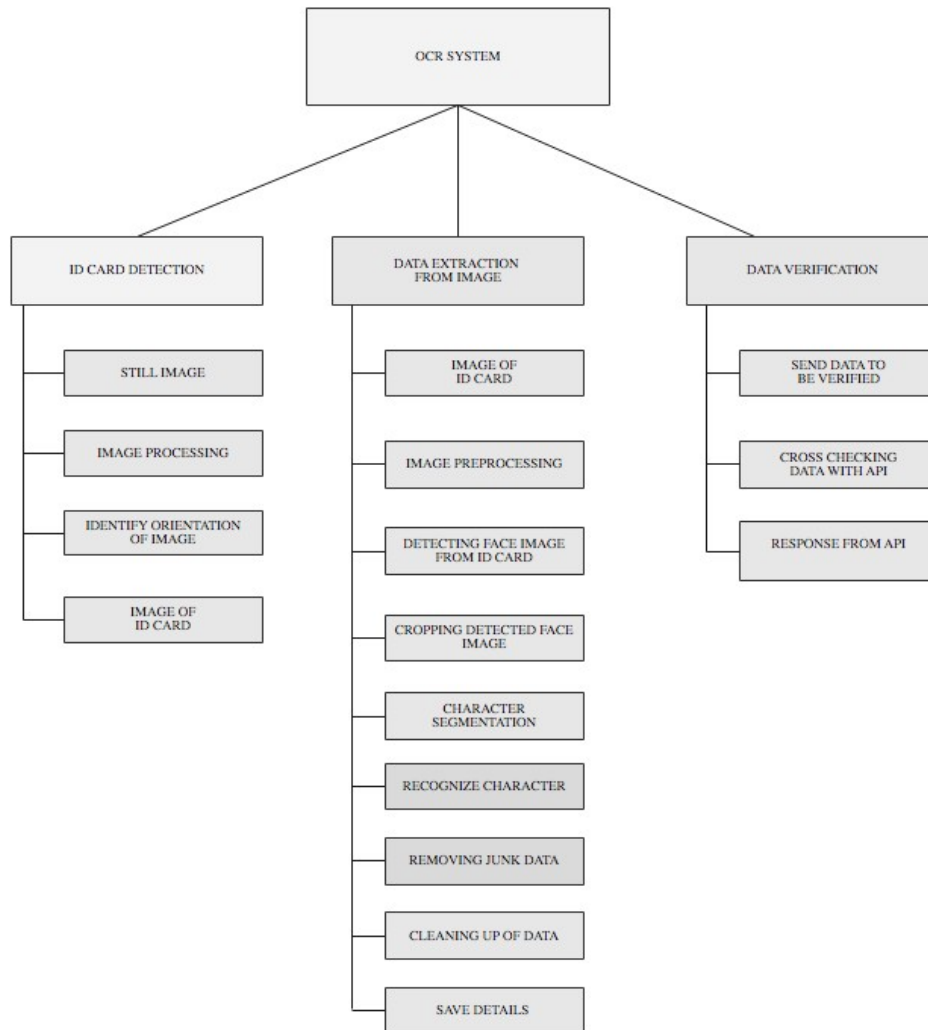 OCR SYSTEM
ID CARD DETECTION
STILL IMAGE
IMAGE PROCESSING
IDENTIFY ORIENTATION
OF IMAGE
IMAGE OF
ID CARD
DATA EXTRACTION
FROM IMAGE
IMAGE OF
ID CARD
IMAGE PREPROCESSING
DETECTING FACE IMAGE
FROM ID CARD
CROPPING DETECTED FACE
IMAGE
CHARACTER
SEGMENTATION
RECOGNIZE CHARACTER
REMOVING JUNK DATA
CLEANING UP OF DATA
SAVE DETAILS
DATA VERIFICATION
SEND DATA TO
BE VERIFIED
CROSS CHECKING
DATA WITH API
RESPONSE FROM API